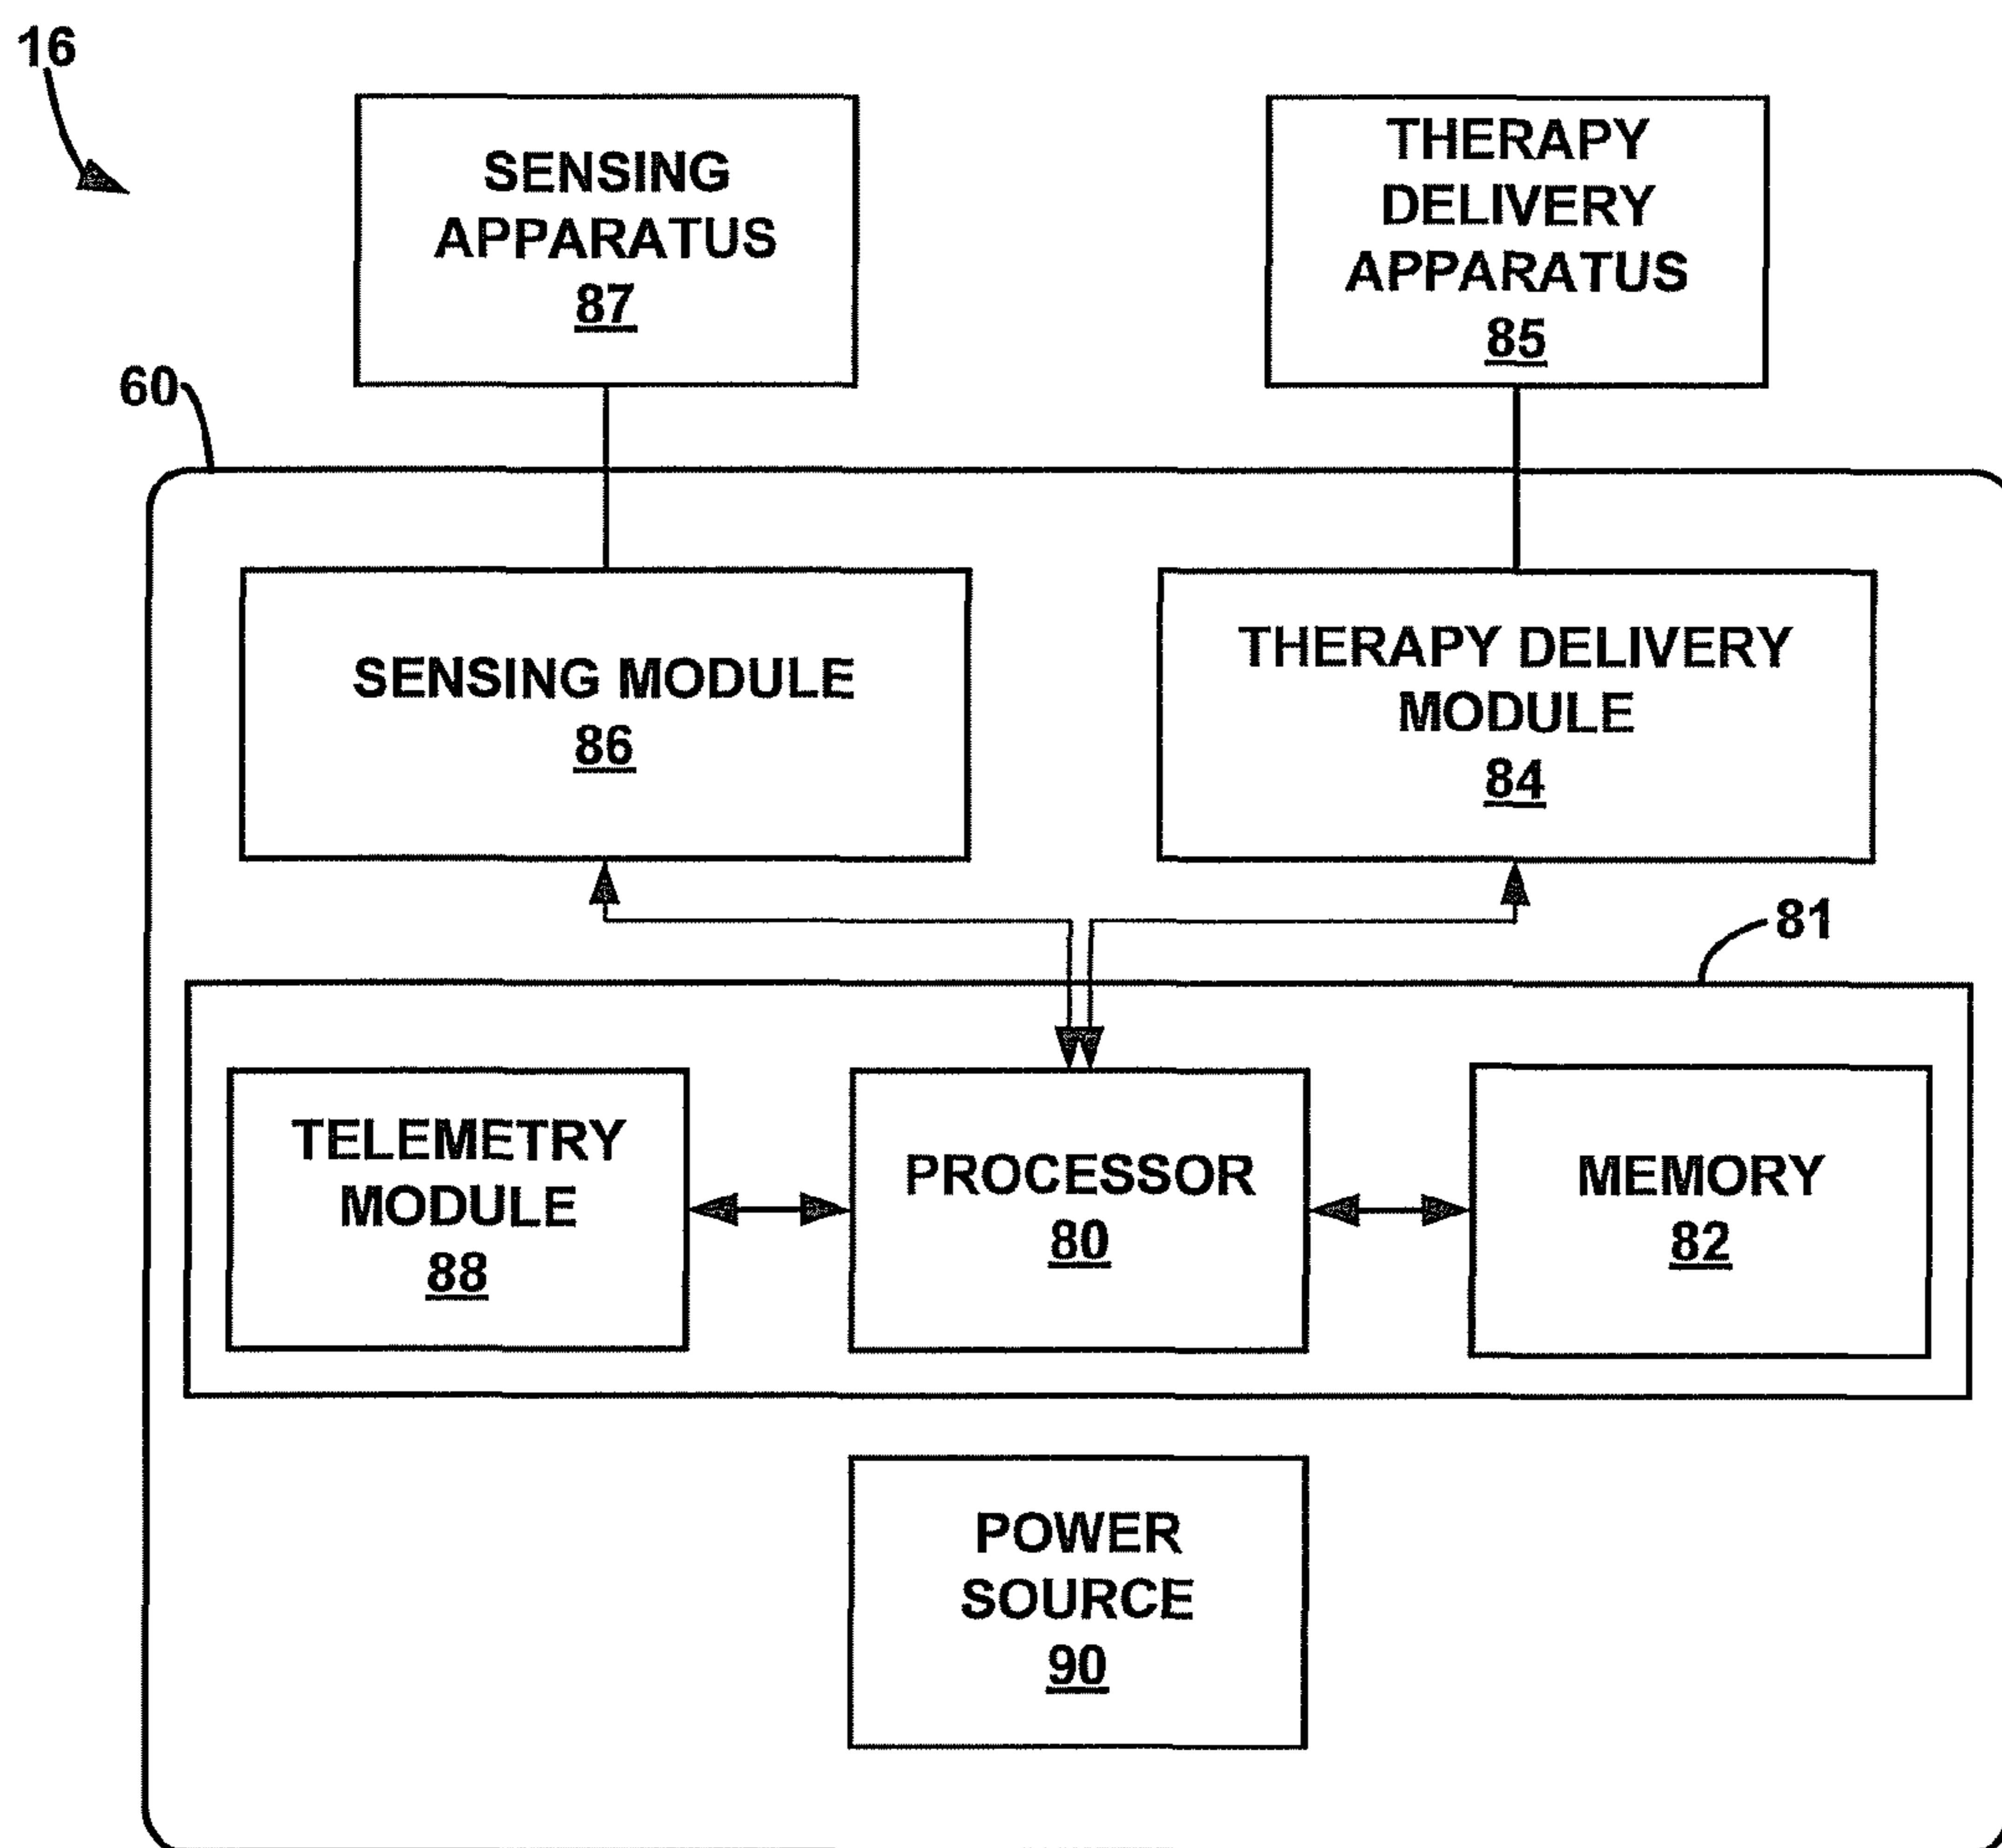 16
SENSING
APPARATUS
87
THERAPY
DELIVERY
APPARATUS
85
60
SENSING MODULE
86
THERAPY DELIVERY
MODULE
84
81
TELEMETRY
MODULE
88
PROCESSOR
80
MEMORY
82
POWER
SOURCE
90